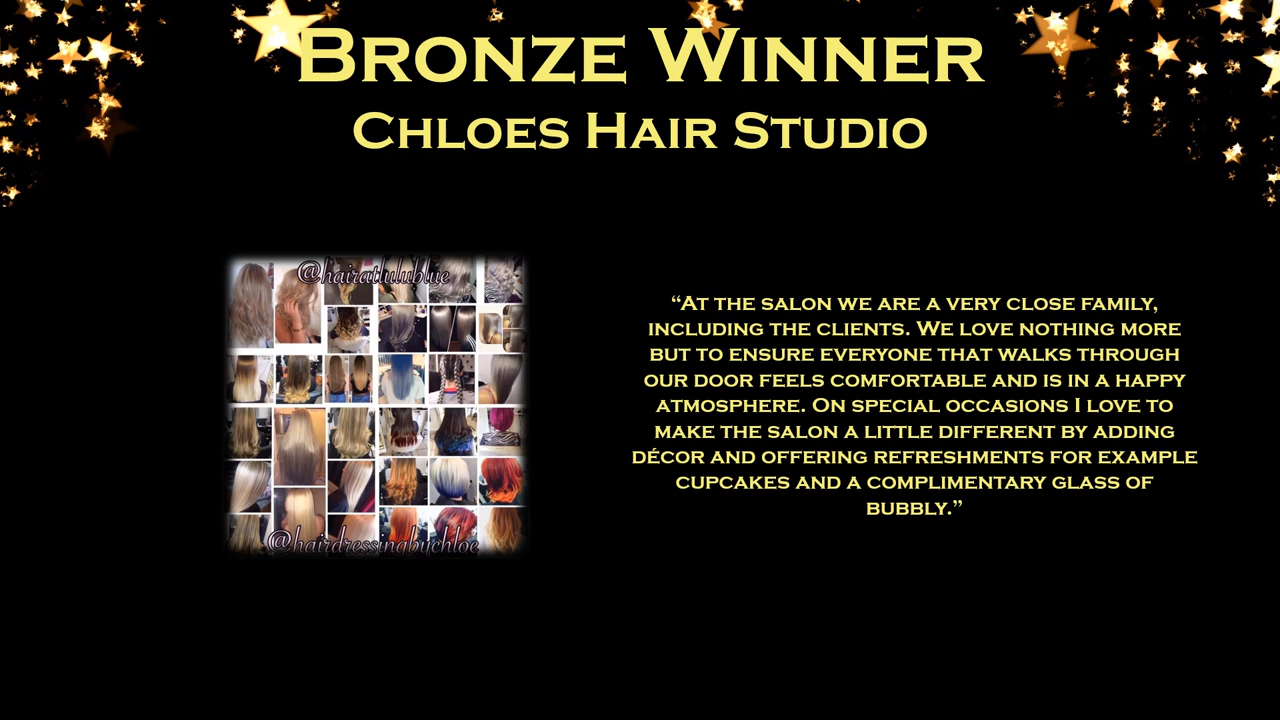 Bronze Winner
Chloes Hair Studio
@hairatlulublue
@hairdressingbychloe
“At the salon we are a very close family,
including the clients. We love nothing more
but to ensure everyone that walks through
our door feels comfortable and is in a happy
atmosphere. On special occasions I love to
make the salon a little different by adding
décor and offering refreshments for example
cupcakes and a complimentary glass of
bubbly.”